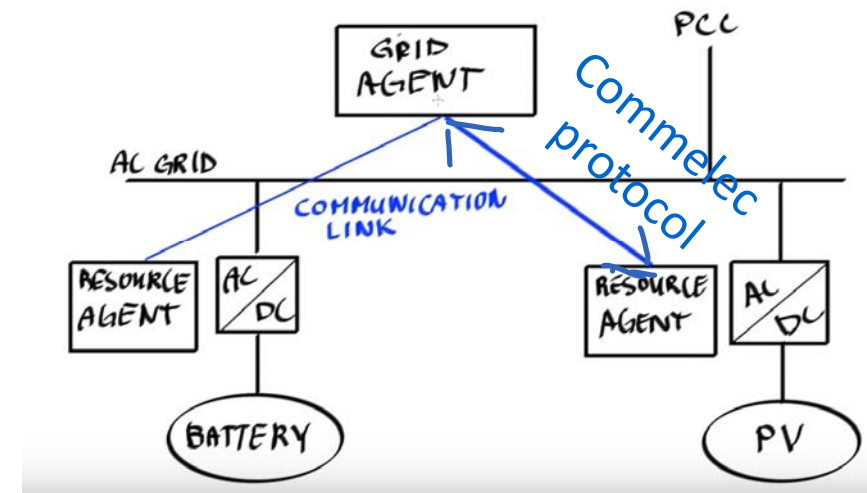 PCC
GRID
AGENT
Commelec
protocol
AC GRID
COMMUNICATION
LINK
RESOURCE
AGENT
AC
DC
RESOURCE
AGENT
AC
DC
BATTERY
PV